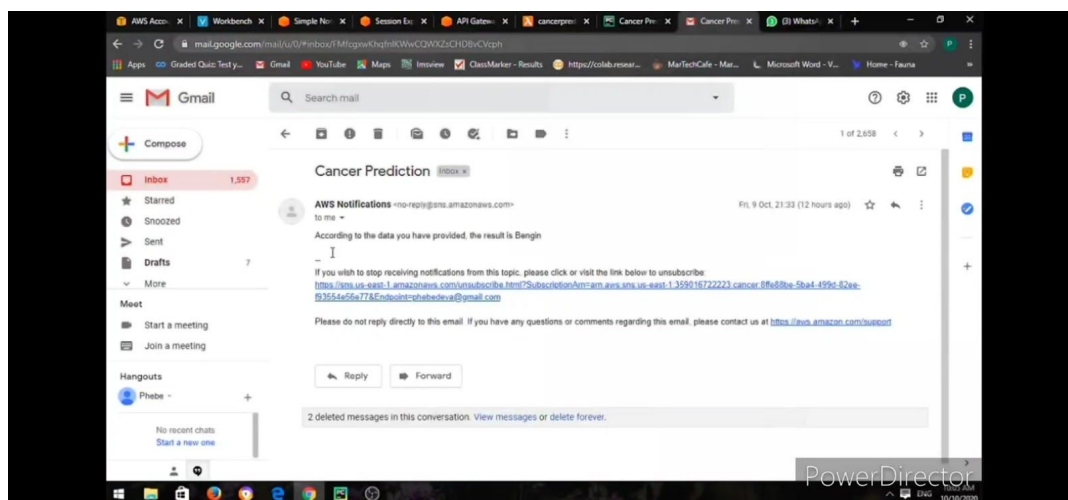 AWS Acco
Workbench
Simple No
Session Ex
API Gatew
cancerpred
Cancer Pre
Cancer Pre
(3) WhatsA
mail.google.com/mail/u/0/#inbox/FMfcgxwKhqfnlKWwCQWXZsCHDBvCVcph
Apps
Graded Quiz: Test y...
Gmail
YouTube
Maps
Imsview
ClassMarker - Results
https://colab.resear...
MarTechCafe - Mar...
Microsoft Word - V...
Home - Fauna
Gmail
Search mail
P
Compose
1 of 2,658
Cancer Prediction Inbox x
Inbox 1,557
Starred
Snoozed
Sent
Drafts 7
More
AWS Notifications <no-reply@sns.amazonaws.com>
Fri, 9 Oct, 21:33 (12 hours ago)
to me
According to the data you have provided, the result is Bengin
If you wish to stop receiving notifications from this topic, please click or visit the link below to unsubscribe:
https://sns.us-east-1.amazonaws.com/unsubscribe.html?SubscriptionArn=arn:aws:sns:us-east-1:359016722223:cancer:8ffe88be-5ba4-499d-82ee-
f93554e56e77&Endpoint=phebedeva@gmail.com
Please do not reply directly to this email. If you have any questions or comments regarding this email, please contact us at https://aws.amazon.com/support
Meet
Start a meeting
Join a meeting
Hangouts
Phebe
No recent chats
Start a new one
Reply
Forward
2 deleted messages in this conversation. View messages or delete forever.
PowerDirector
ENG
10:03 AM
10/10/2020